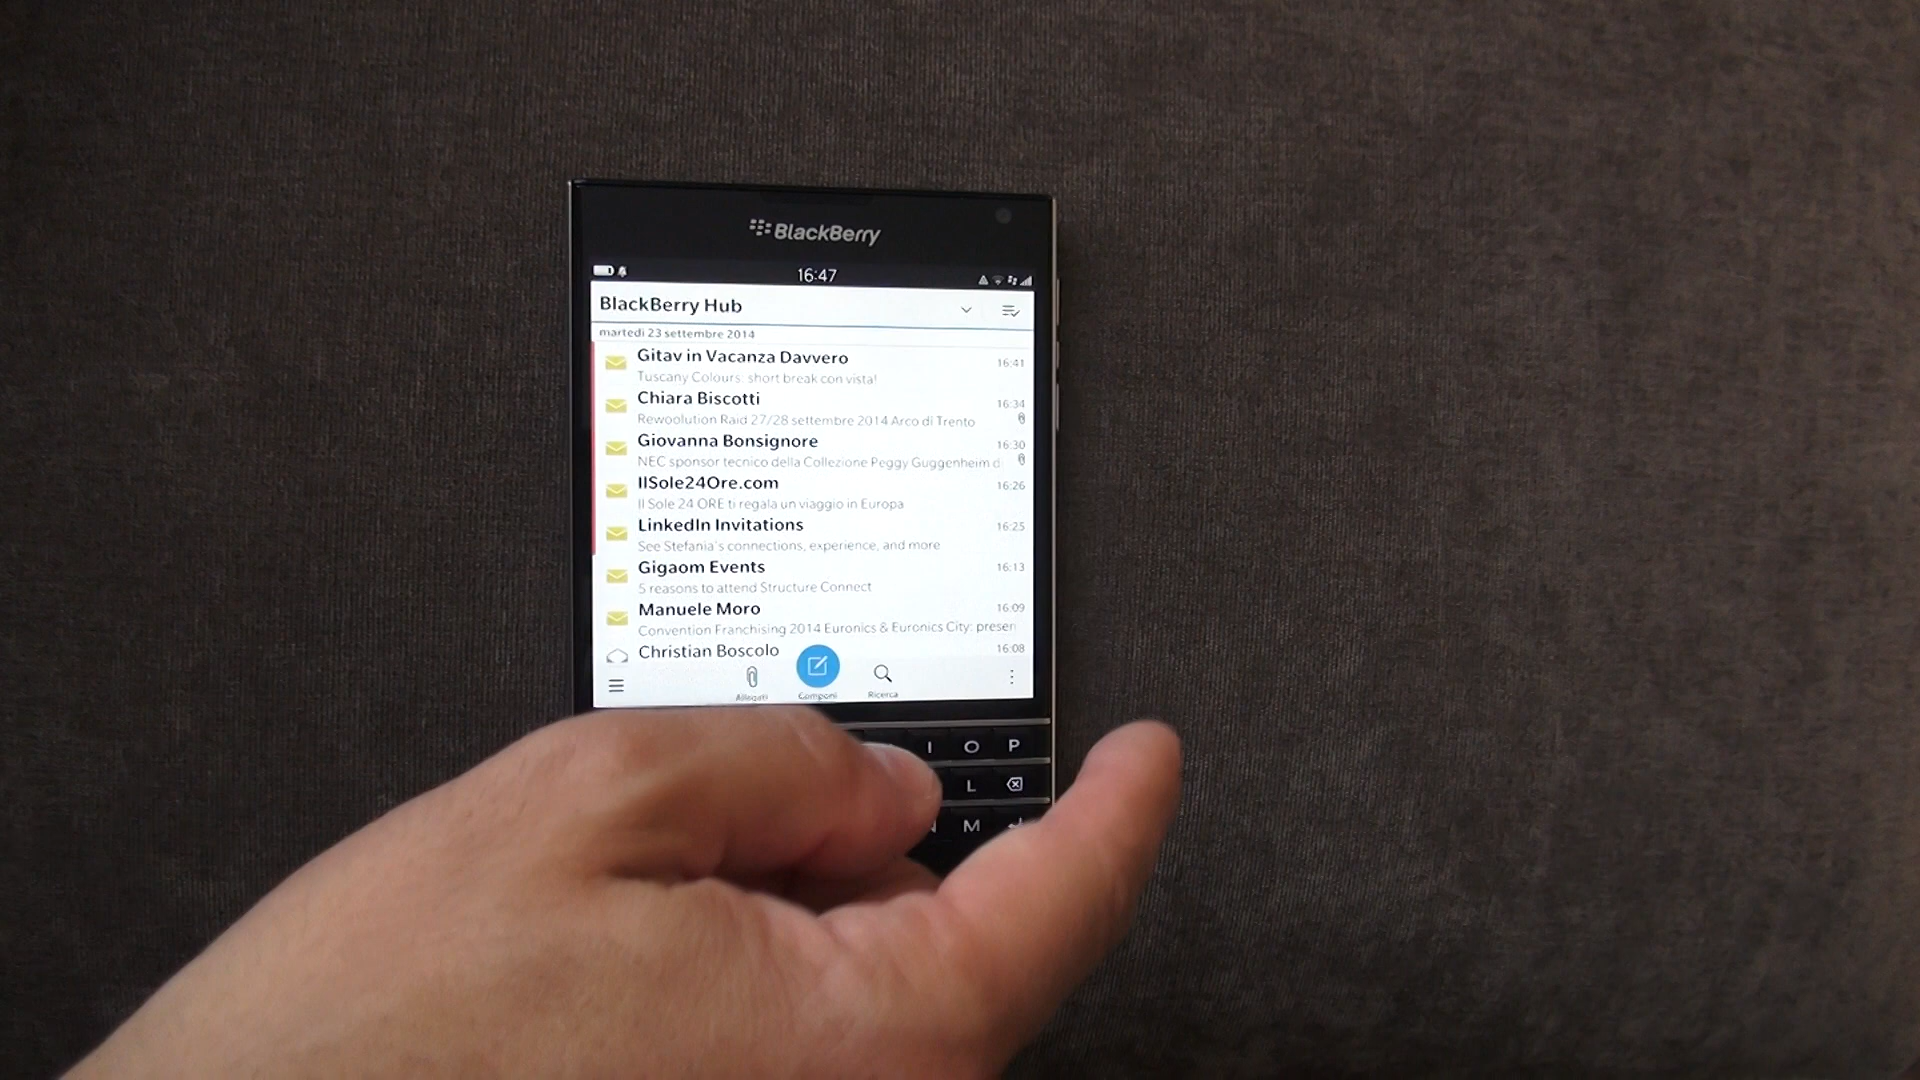 BlackBerry
16:47
BlackBerry Hub
martedì 23 settembre 2014
Gitav in Vacanza Davvero 16:41
Tuscany Colours: short break con vista!
Chiara Biscotti 16:34
Rewoolution Raid 27/28 settembre 2014 Arco di Trento
Giovanna Bonsignore 16:30
NEC sponsor tecnico della Collezione Peggy Guggenheim d
IlSole24Ore.com 16:26
Il Sole 24 ORE ti regala un viaggio in Europa
LinkedIn Invitations 16:25
See Stefania's connections, experience, and more
Gigaom Events 16:13
5 reasons to attend Structure Connect
Manuele Moro 16:09
Convention Franchising 2014 Euronics & Euronics City: presen
Christian Boscolo 16:08
Allegati Componi Ricerca
I O P
L
N M